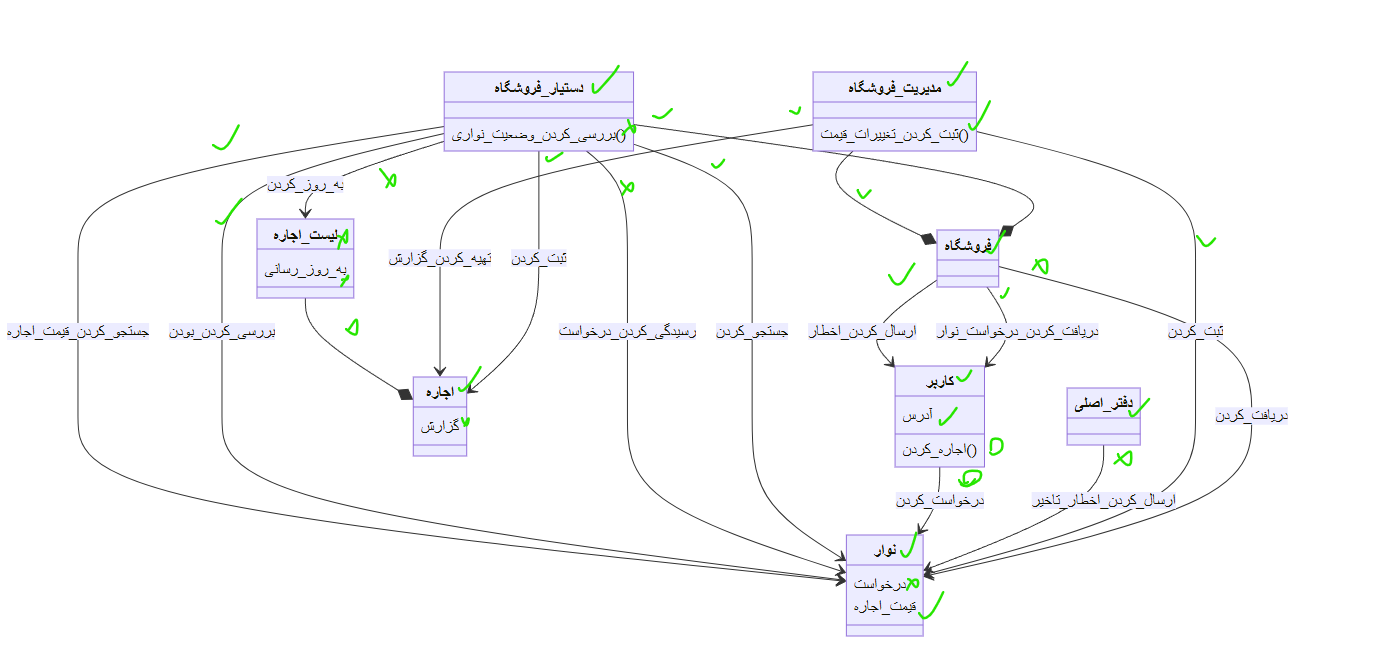 دستیار_فروشگاه
بررسی_کردن_وضعیت_نواری()
مدیریت_فروشگاه
ثبت_کردن_تغییرات_قیمت()
به_روز_کردن
لیست_اجاره
به_روز_رسانی
تهیه_کردن_گزارش
ثبت_کردن
فروشگاه
جستجو_کردن_قیمت_اجاره
بررسی_کردن_بودن
رسیدگی_کردن_درخواست
جستجو_کردن
ارسال_کردن_اخطار
دریافت_کردن_درخواست_نوار
ثبت_کردن
اجاره
گزارش
کاربر
آدرس
اجاره_کردن()
دفتر_اصلی
دریافت_کردن
درخواست_کردن
ارسال_کردن_اخطار_تاخیر
نوار
درخواست
قیمت_اجاره